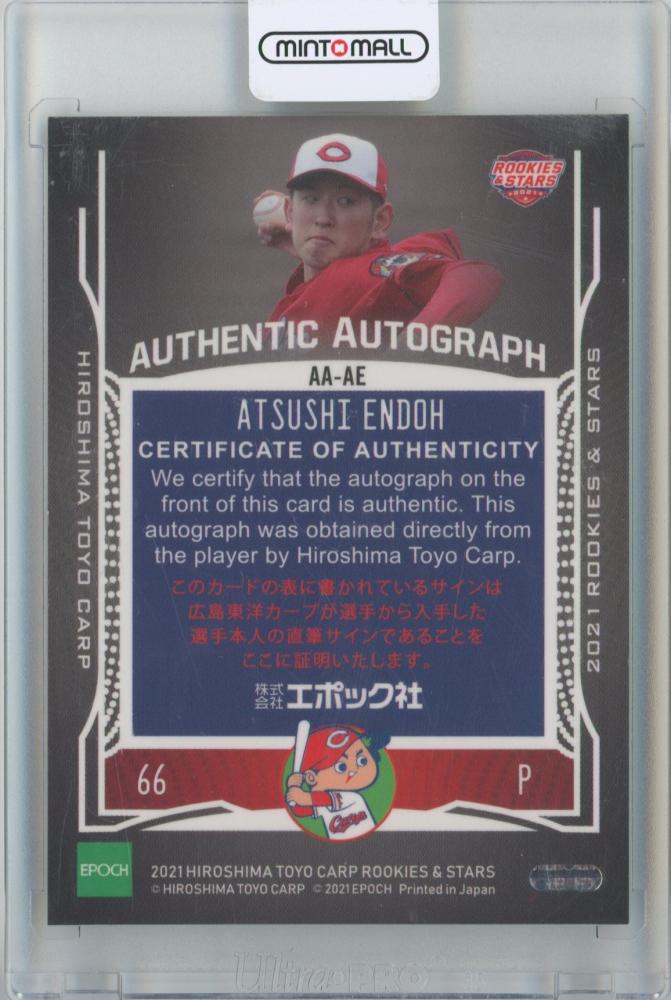 MINTOMALL
ROOKIES
& STARS
2021
AUTHENTIC AUTOGRAPH
AA-AE
ATSUSHI ENDOH
CERTIFICATE OF AUTHENTICITY
We certify that the autograph on the
front of this card is authentic. This
autograph was obtained directly from
the player by Hiroshima Toyo Carp.
このカードの表に書かれているサインは
広島東洋カープが選手から入手した
選手本人の直筆サインであることを
ここに証明いたします。
株式会社エポック社
HIROSHIMA TOYO CARP
2021 ROOKIES & STARS
66
C
Carp
P
EPOCH
2021 HIROSHIMA TOYO CARP ROOKIES & STARS
© HIROSHIMA TOYO CARP © 2021 EPOCH Printed in Japan
Ultra PRO